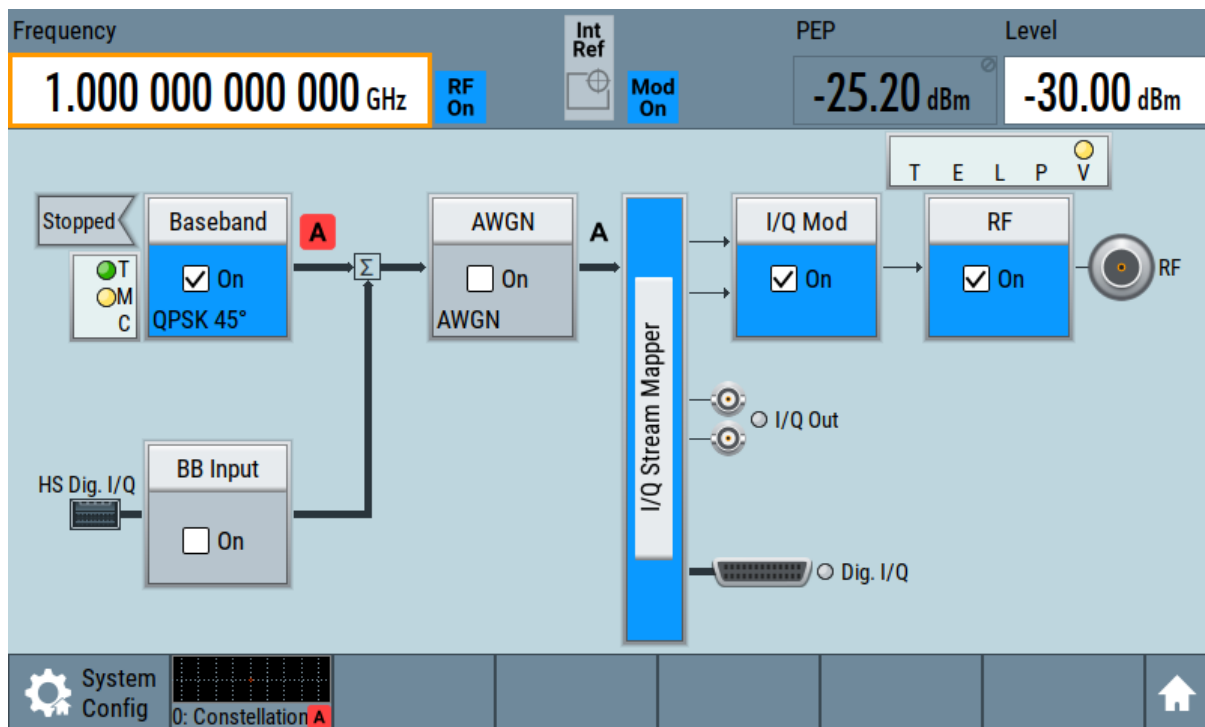 Frequency
Int
Ref
PEP
Level
1.000 000 000 000 GHz
RF
On
Mod
On
-25.20 dBm
-30.00 dBm
T E L P V
Stopped
Baseband
A
AWGN
A
I/Q Mod
RF
T
M
C
On
QPSK 45°
Σ
On
AWGN
On
On
RF
I/Q Stream Mapper
I/Q Out
HS Dig. I/Q
BB Input
On
Dig. I/Q
System
Config
0: Constellation A